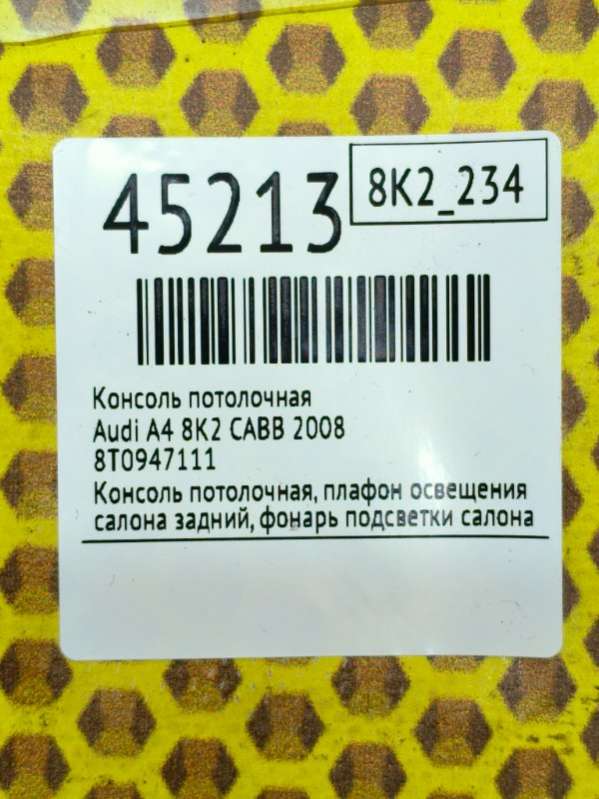 45213
8K2_234
Консоль потолочная
Audi A4 8K2 CABB 2008
8T0947111
Консоль потолочная, плафон освещения
салона задний, фонарь подсветки салона